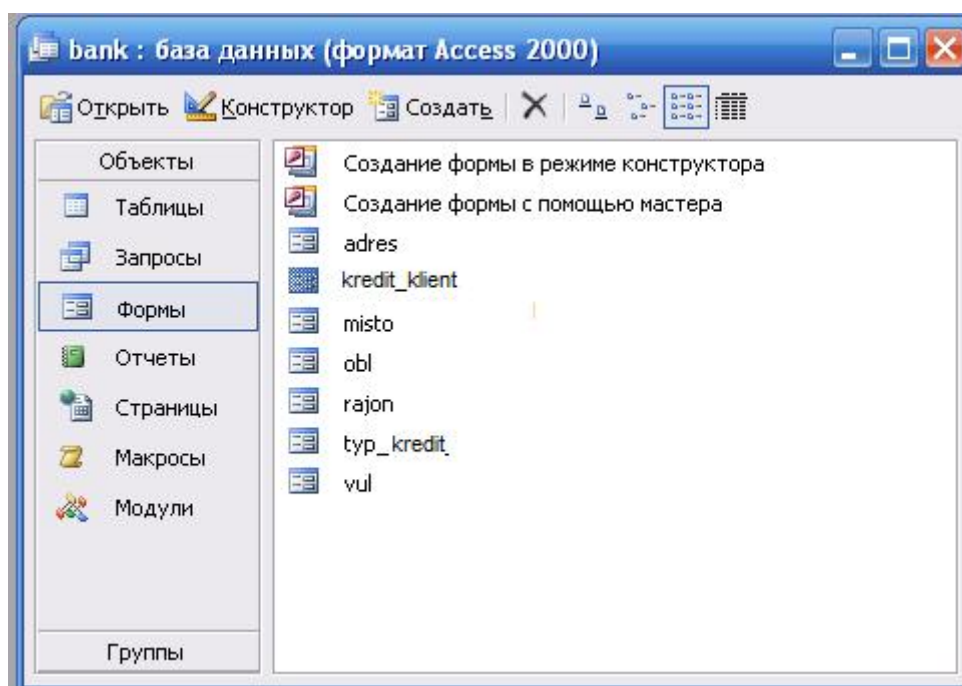 bank : база данных (формат Access 2000)
Открыть Конструктор Создать
Объекты
Таблицы
Запросы
Формы
Отчеты
Страницы
Макросы
Модули
Группы
Создание формы в режиме конструктора
Создание формы с помощью мастера
adres
kredit_klient
misto
obl
rajon
typ_kredit_
vul